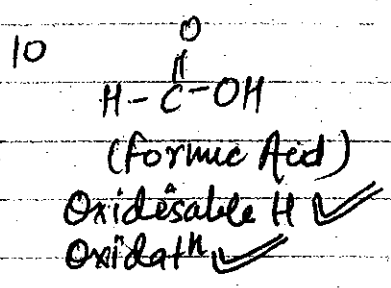 10
O
||
H-C-OH
(formic Acid)
Oxidesable H ✓
Oxidatⁿ ✓